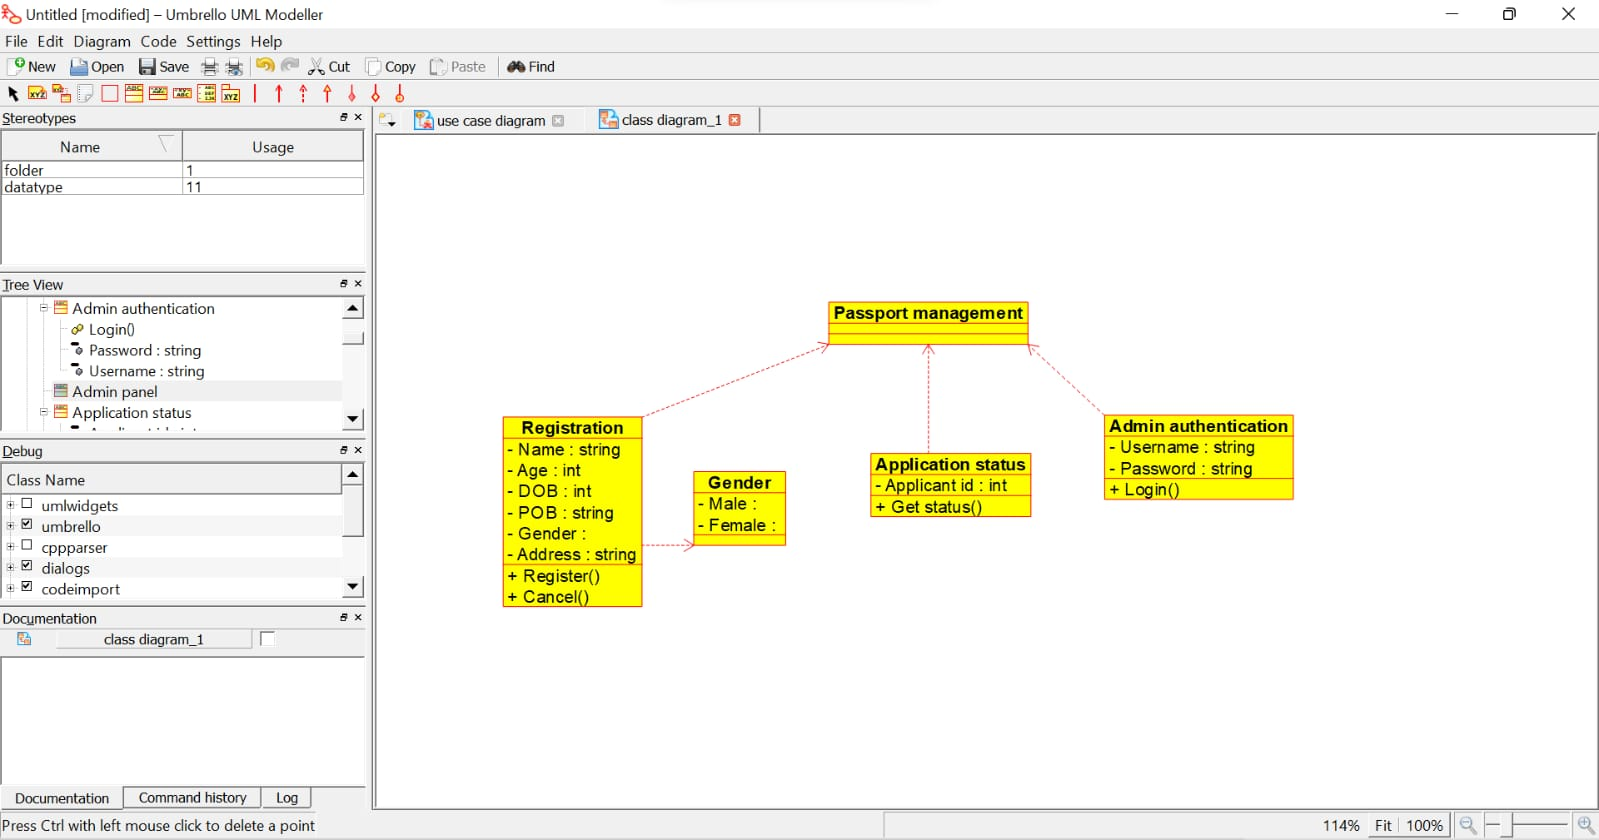 Untitled [modified] – Umbrello UML Modeller
File Edit Diagram Code Settings Help
New Open Save Cut Copy Paste Find
Stereotypes
Name Usage
folder 1
datatype 11
Tree View
Admin authentication
Login()
Password : string
Username : string
Admin panel
Application status
Debug
Class Name
umlwidgets
umbrello
cppparser
dialogs
codeimport
Documentation
class diagram_1
Documentation Command history Log
Press Ctrl with left mouse click to delete a point
use case diagram class diagram_1
Passport management
Registration
- Name : string
- Age : int
- DOB : int
- POB : string
- Gender :
- Address : string
+ Register()
+ Cancel()
Gender
- Male :
- Female :
Application status
- Applicant id : int
+ Get status()
Admin authentication
- Username : string
- Password : string
+ Login()
114% Fit 100%